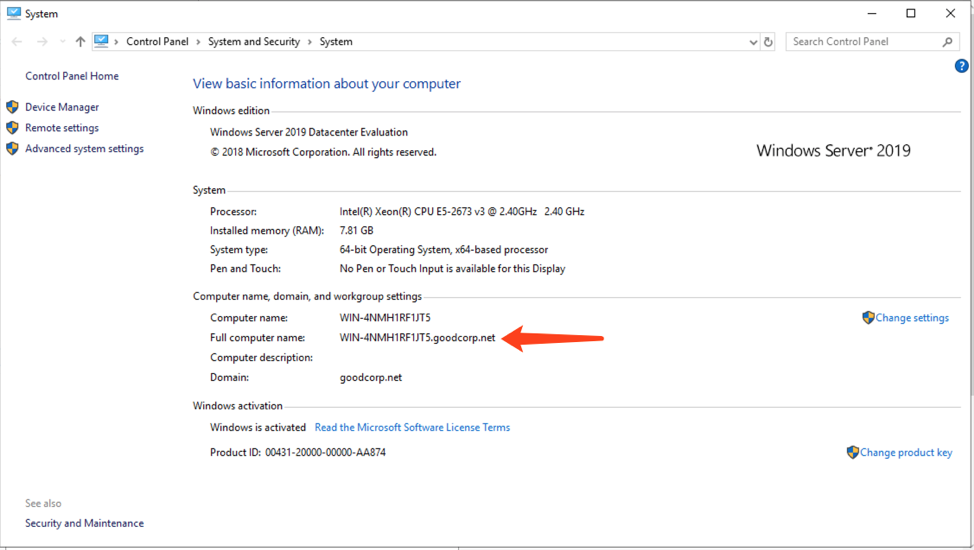 System
Control Panel › System and Security › System
Search Control Panel
Control Panel Home
Device Manager
Remote settings
Advanced system settings
View basic information about your computer
Windows edition
Windows Server 2019 Datacenter Evaluation
© 2018 Microsoft Corporation. All rights reserved.
Windows Server® 2019
System
Processor: Intel(R) Xeon(R) CPU E5-2673 v3 @ 2.40GHz 2.40 GHz
Installed memory (RAM): 7.81 GB
System type: 64-bit Operating System, x64-based processor
Pen and Touch: No Pen or Touch Input is available for this Display
Computer name, domain, and workgroup settings
Computer name: WIN-4NMH1RF1JT5
Change settings
Full computer name: WIN-4NMH1RF1JT5.goodcorp.net
Computer description:
Domain: goodcorp.net
Windows activation
Windows is activated Read the Microsoft Software License Terms
Product ID: 00431-20000-00000-AA874
Change product key
See also
Security and Maintenance